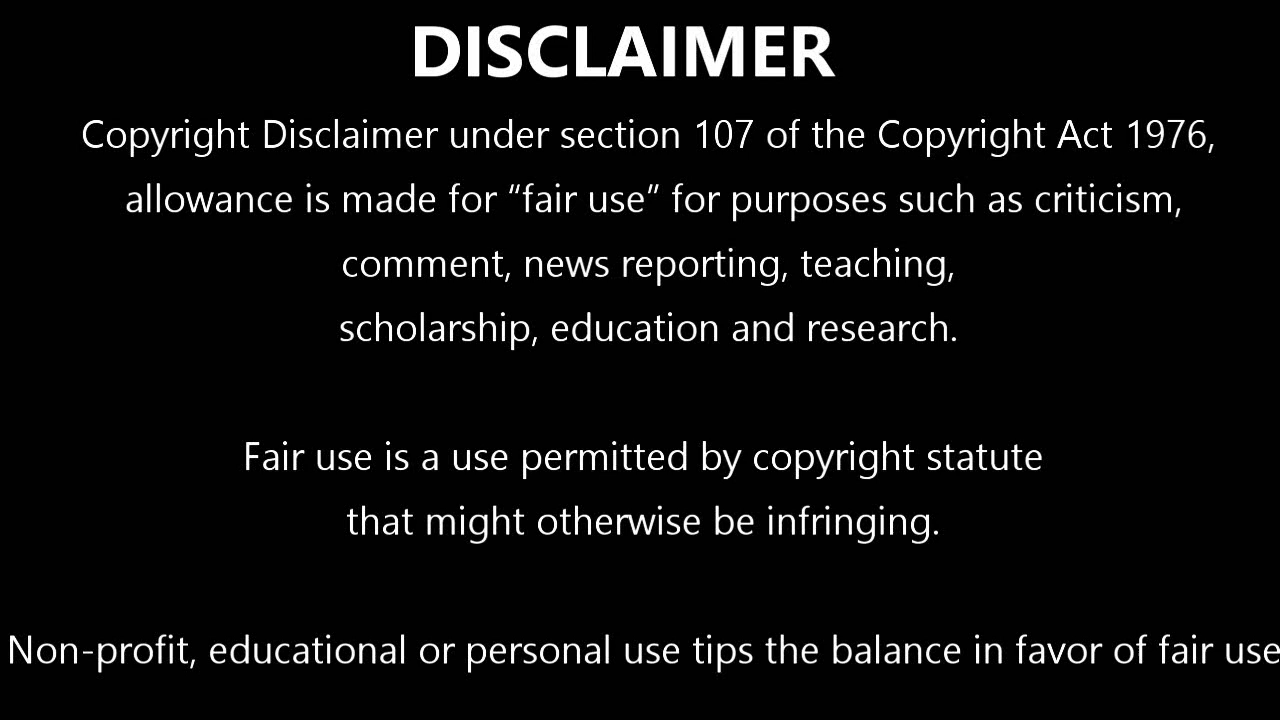 DISCLAIMER
Copyright Disclaimer under section 107 of the Copyright Act 1976,
allowance is made for “fair use” for purposes such as criticism,
comment, news reporting, teaching,
scholarship, education and research.
Fair use is a use permitted by copyright statute
that might otherwise be infringing.
Non-profit, educational or personal use tips the balance in favor of fair use